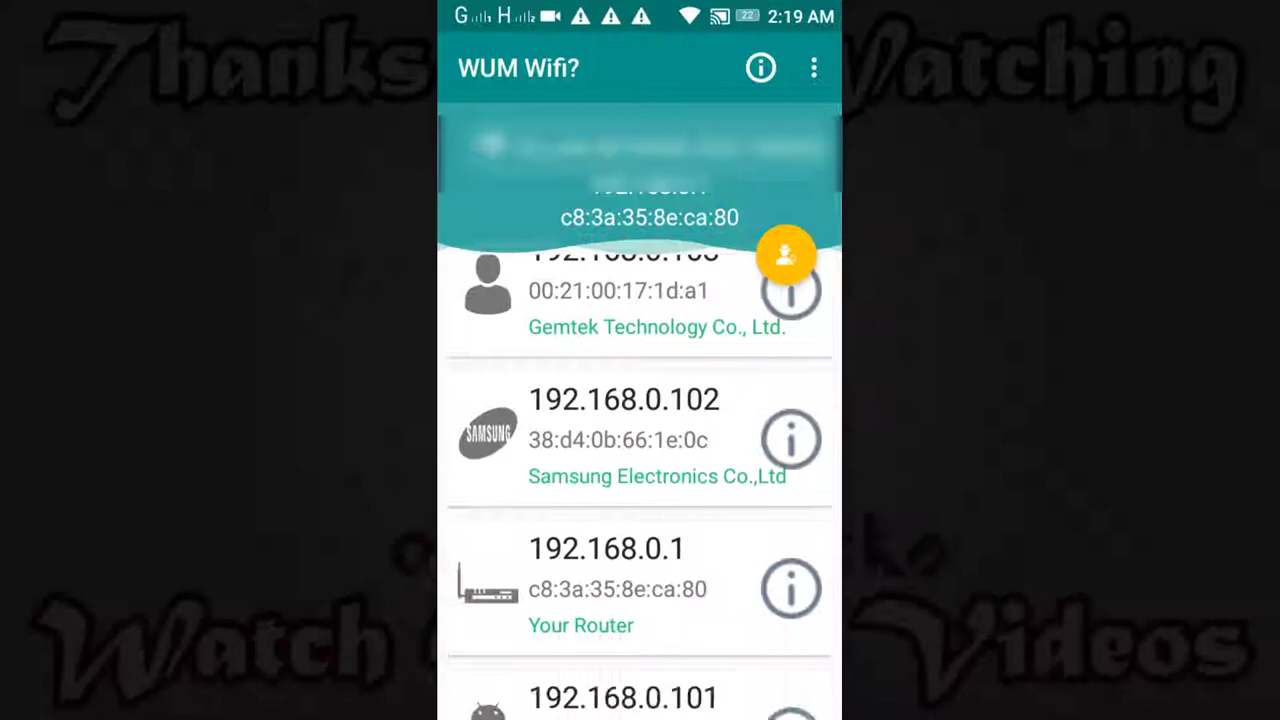 Thanks
Watching
G H 22 2:19 AM
WUM Wifi?
c8:3a:35:8e:ca:80
00:21:00:17:1d:a1
Gemtek Technology Co., Ltd.
192.168.0.102
SAMSUNG
38:d4:0b:66:1e:0c
Samsung Electronics Co.,Ltd
192.168.0.1
c8:3a:35:8e:ca:80
Your Router
192.168.0.101
Watch
Videos